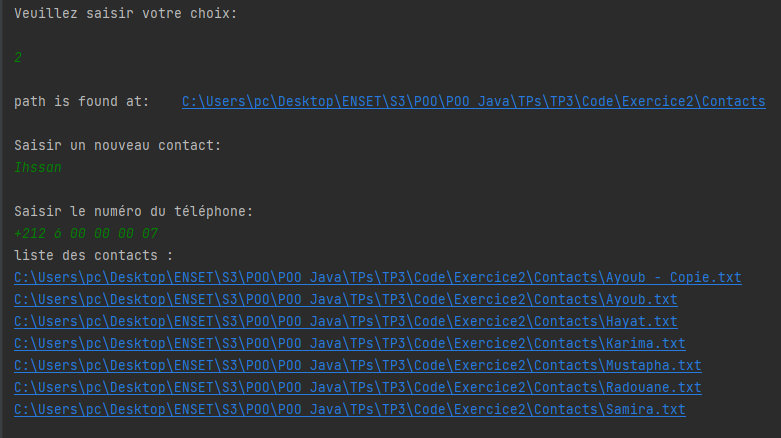 Veuillez saisir votre choix:
2
path is found at:    C:\Users\pc\Desktop\ENSET\S3\POO\POO Java\TPs\TP3\Code\Exercice2\Contacts
Saisir un nouveau contact:
Ihssan
Saisir le numéro du téléphone:
+212 6 00 00 00 07
liste des contacts :
C:\Users\pc\Desktop\ENSET\S3\POO\POO Java\TPs\TP3\Code\Exercice2\Contacts\Ayoub - Copie.txt
C:\Users\pc\Desktop\ENSET\S3\POO\POO Java\TPs\TP3\Code\Exercice2\Contacts\Ayoub.txt
C:\Users\pc\Desktop\ENSET\S3\POO\POO Java\TPs\TP3\Code\Exercice2\Contacts\Hayat.txt
C:\Users\pc\Desktop\ENSET\S3\POO\POO Java\TPs\TP3\Code\Exercice2\Contacts\Karima.txt
C:\Users\pc\Desktop\ENSET\S3\POO\POO Java\TPs\TP3\Code\Exercice2\Contacts\Mustapha.txt
C:\Users\pc\Desktop\ENSET\S3\POO\POO Java\TPs\TP3\Code\Exercice2\Contacts\Radouane.txt
C:\Users\pc\Desktop\ENSET\S3\POO\POO Java\TPs\TP3\Code\Exercice2\Contacts\Samira.txt